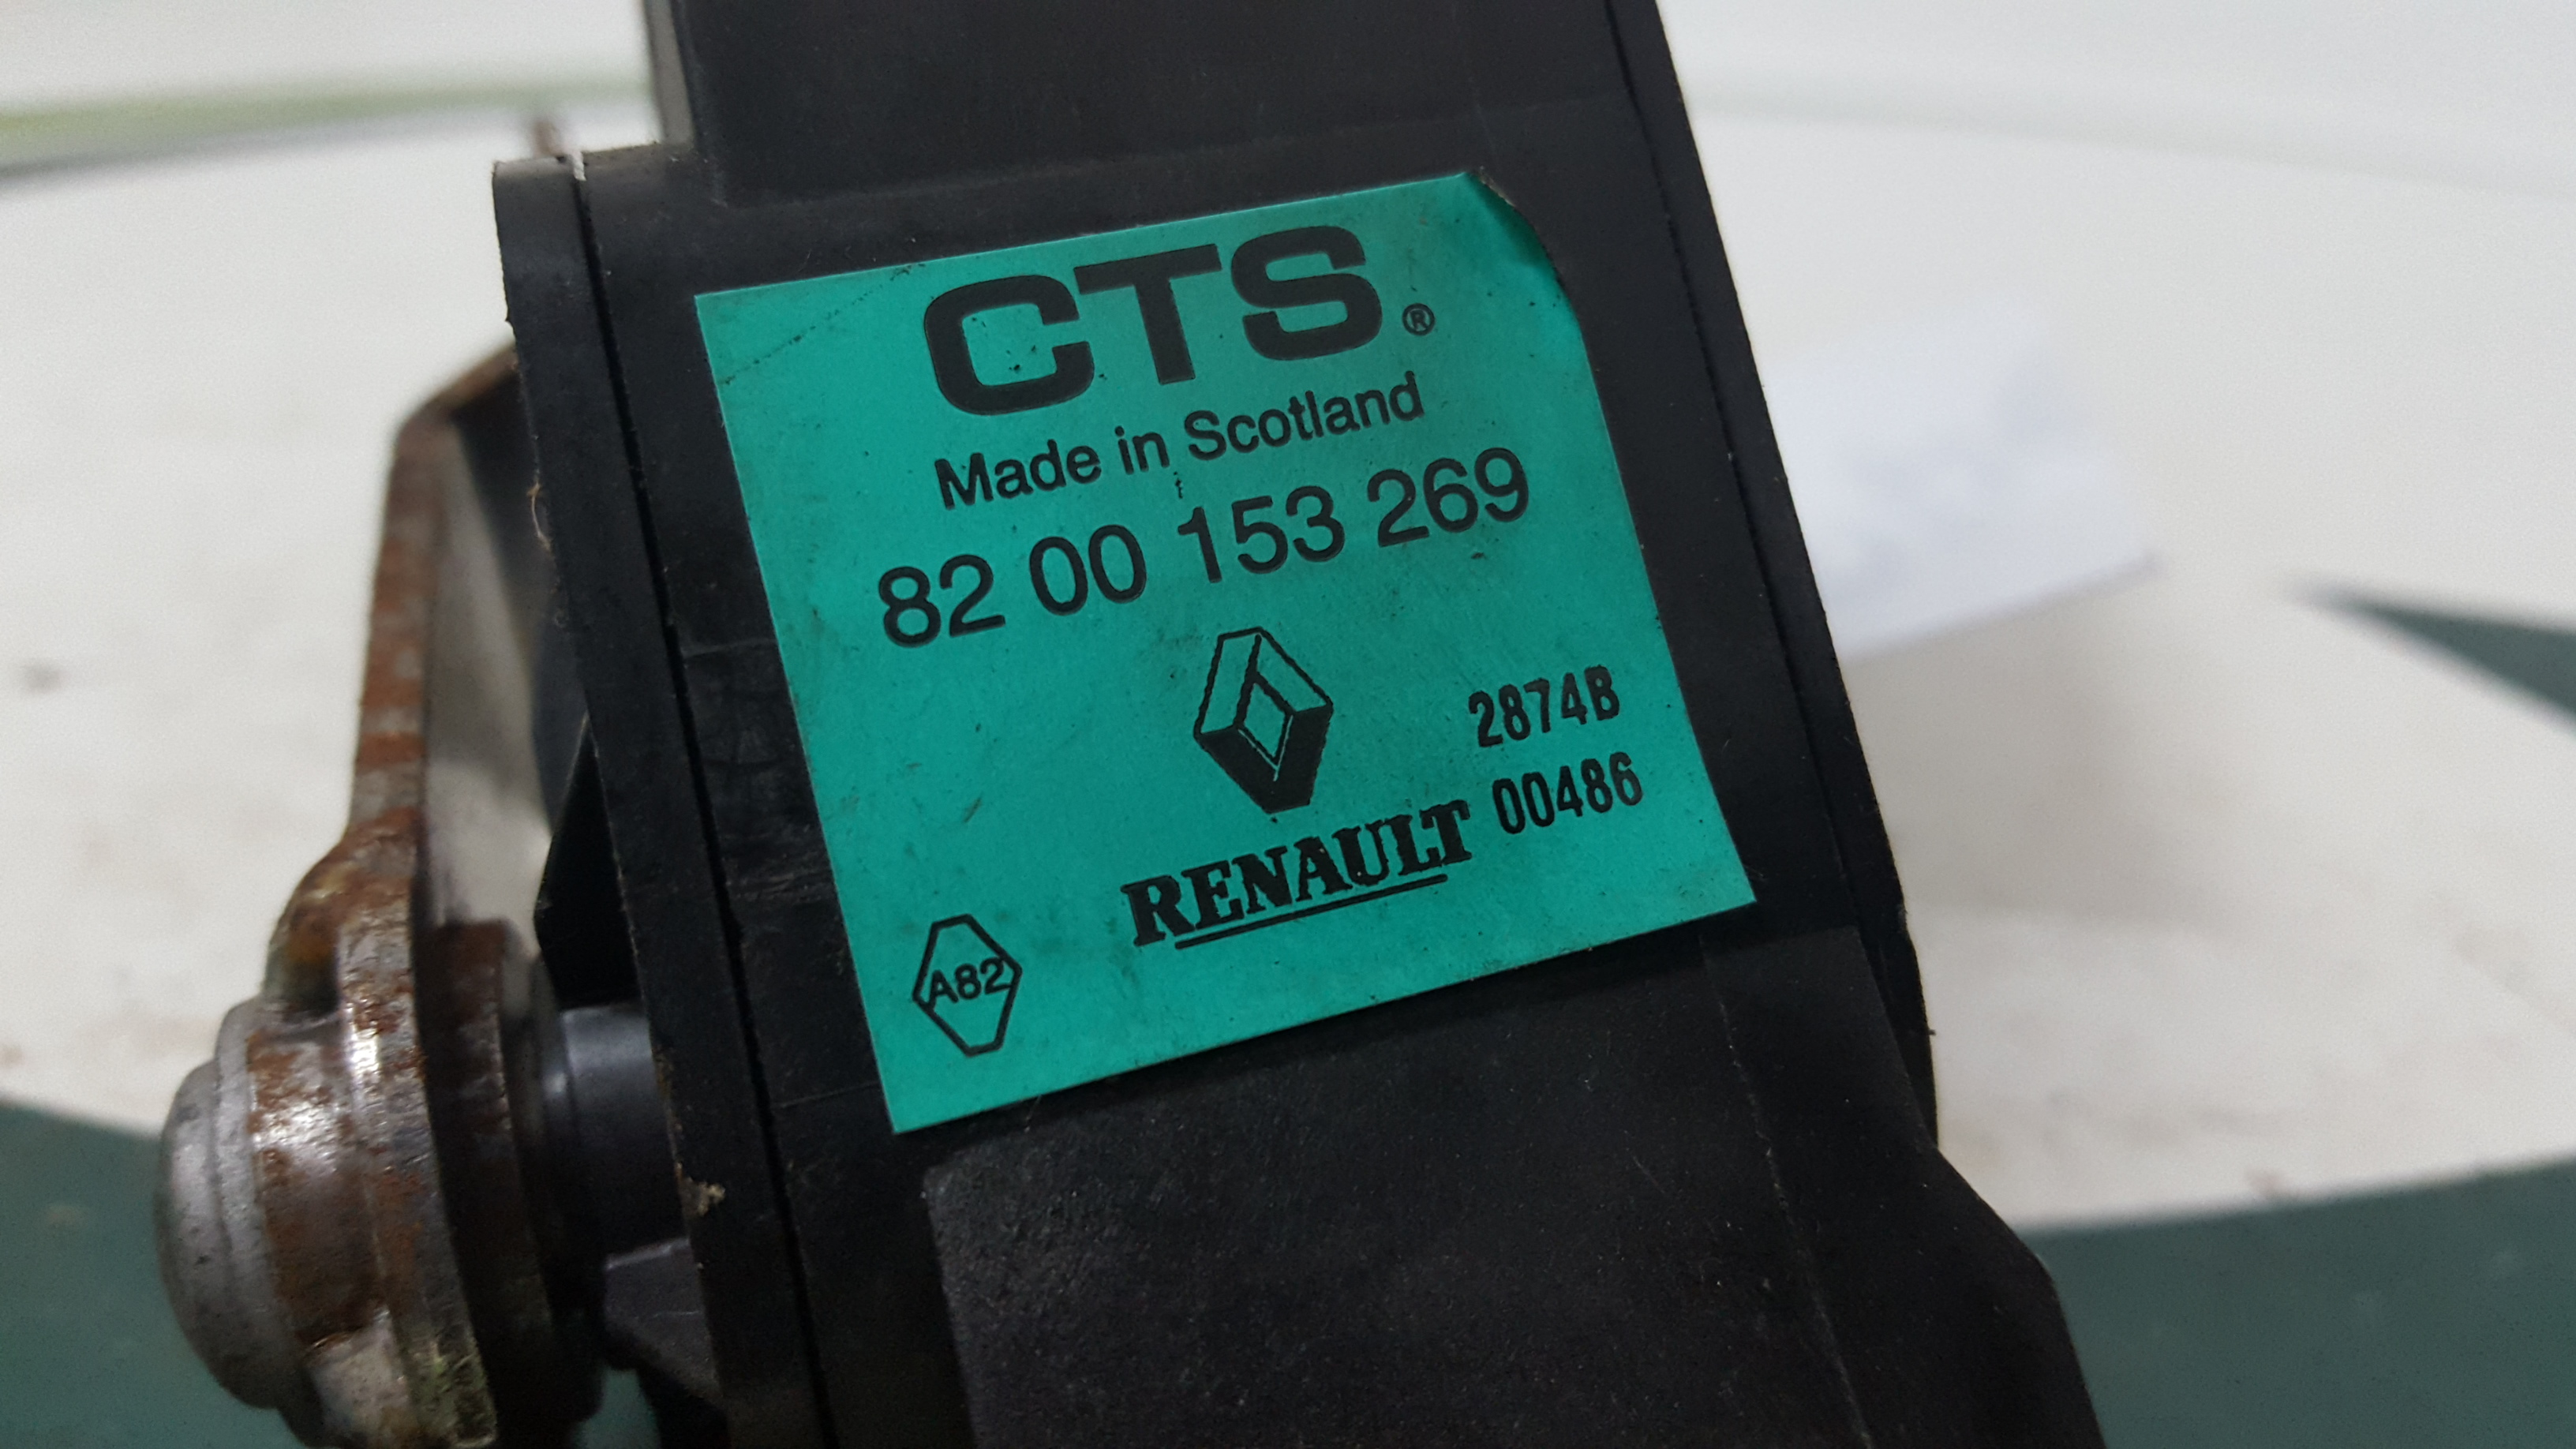 CTS®
Made in Scotland
82 00 153 269
2874B
RENAULT 00486
A82